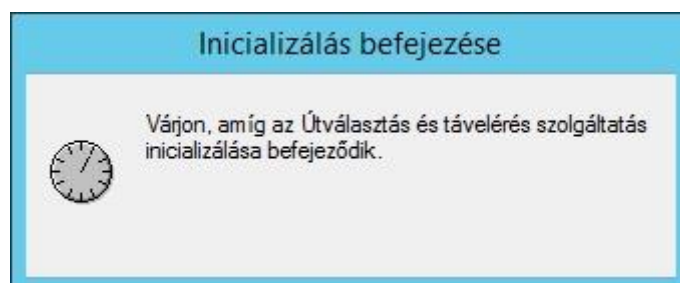 Inicializálás befejezése
Várjon, amíg az Útválasztás és távelérés szolgáltatás
inicializálása befejeződik.